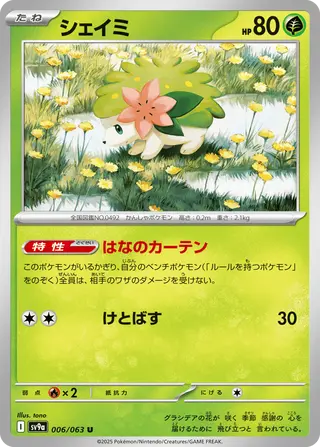 たね
シェイミ
HP 80
全国図鑑NO.0492 かんしゃポケモン 高さ：0.2m 重さ：2.1kg
特性 はなのカーテン
このポケモンがいるかぎり、自分のベンチポケモン(「ルールを持つポケモン」
をのぞく)全員は、相手のワザのダメージを受けない。
けとばす 30
弱点 ×2 抵抗力 にげる
Illus. tono
I sv9a 006/063 U
グラシデアの花が 咲く 季節 感謝の 心を
届けるために 飛び立つと 言われている。
©2025 Pokémon/Nintendo/Creatures/GAME FREAK.